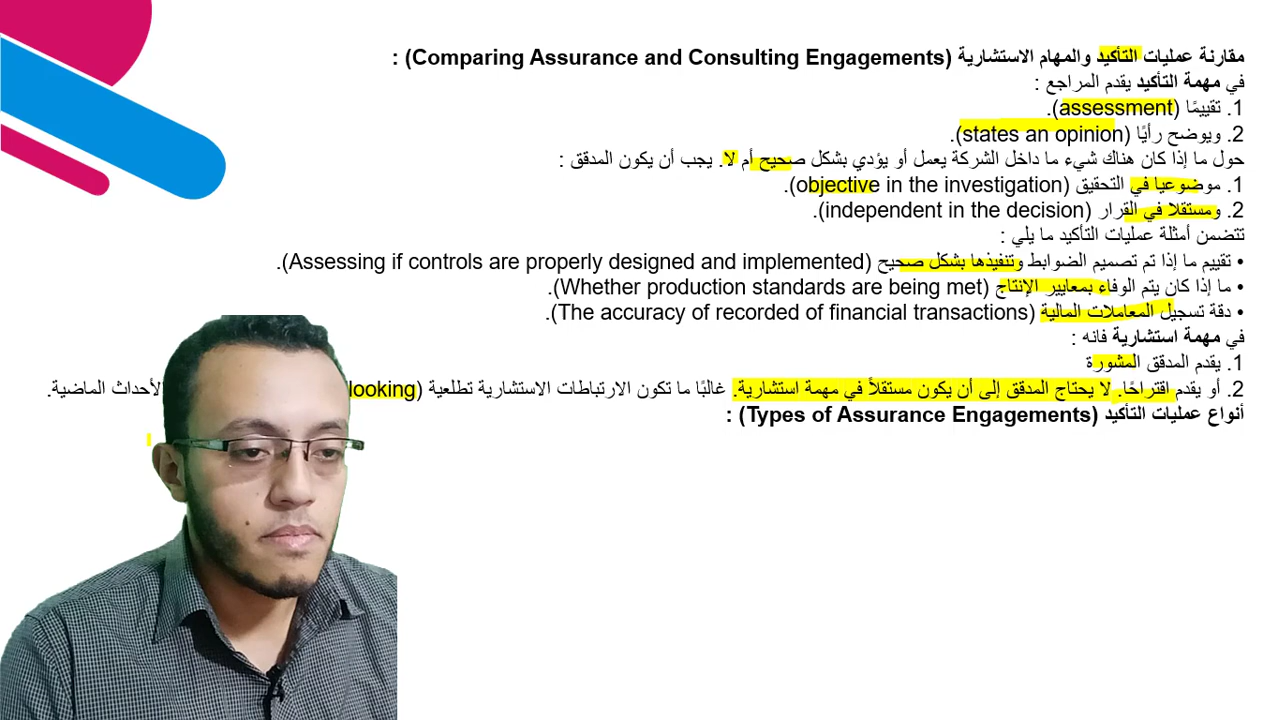 مقارنة عمليات التأكيد والمهام الاستشارية (Comparing Assurance and Consulting Engagements) :
في مهمة التأكيد يقدم المراجع :
1. تقييمًا (assessment).
2. ويوضح رأيًا (states an opinion).
حول ما إذا كان هناك شيء ما داخل الشركة يعمل أو يؤدي بشكل صحيح أم لا. يجب أن يكون المدقق :
1. موضوعيا في التحقيق (objective in the investigation).
2. ومستقلا في القرار (independent in the decision).
تتضمن أمثلة عمليات التأكيد ما يلي :
• تقييم ما إذا تم تصميم الضوابط وتنفيذها بشكل صحيح (Assessing if controls are properly designed and implemented).
• ما إذا كان يتم الوفاء بمعايير الإنتاج (Whether production standards are being met).
• دقة تسجيل المعاملات المالية (The accuracy of recorded of financial transactions).
في مهمة استشارية فانه :
1. يقدم المدقق المشورة
2. أو يقدم اقتراحًا. لا يحتاج المدقق إلى أن يكون مستقلاً في مهمة استشارية. غالبًا ما تكون الارتباطات الاستشارية تطلعية (looking الأحداث الماضية.
أنواع عمليات التأكيد (Types of Assurance Engagements) :